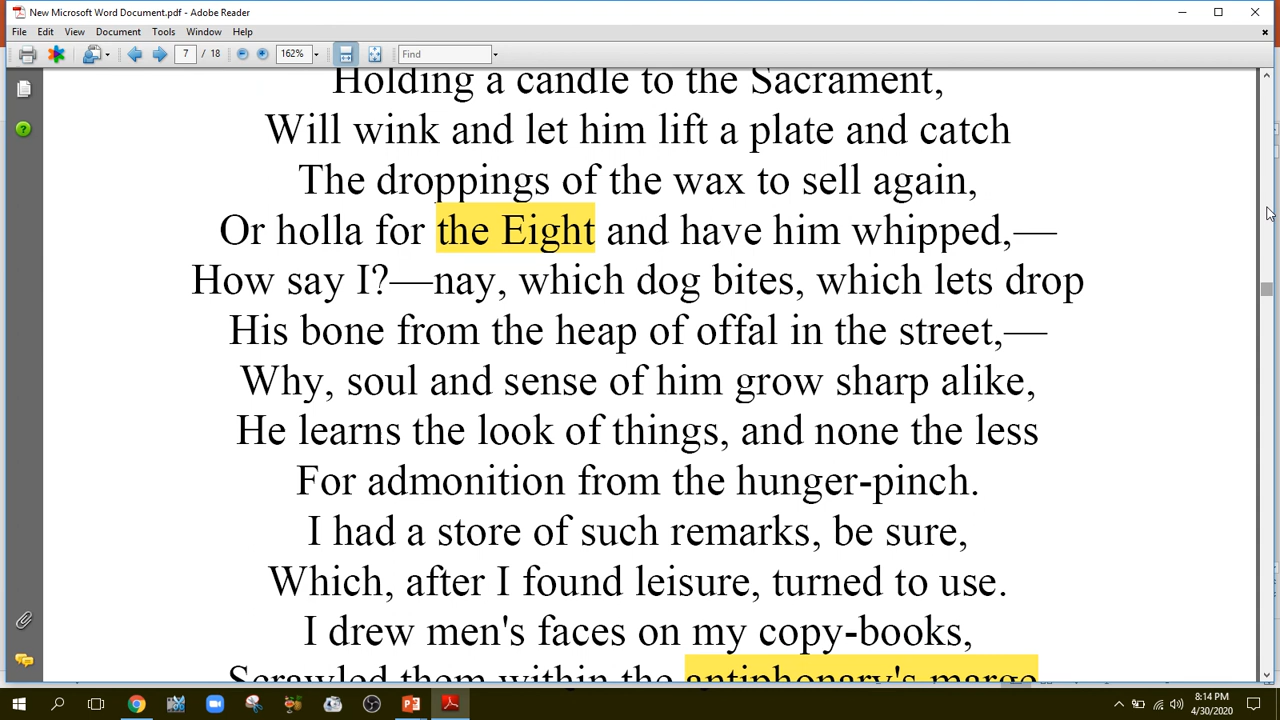 New Microsoft Word Document.pdf - Adobe Reader
File Edit View Document Tools Window Help
7 / 18 162% Find
Holding a candle to the Sacrament,
Will wink and let him lift a plate and catch
The droppings of the wax to sell again,
Or holla for the Eight and have him whipped,—
How say I?—nay, which dog bites, which lets drop
His bone from the heap of offal in the street,—
Why, soul and sense of him grow sharp alike,
He learns the look of things, and none the less
For admonition from the hunger-pinch.
I had a store of such remarks, be sure,
Which, after I found leisure, turned to use.
I drew men's faces on my copy-books,
Scrawled them within the antiphonary's marge
8:14 PM
4/30/2020